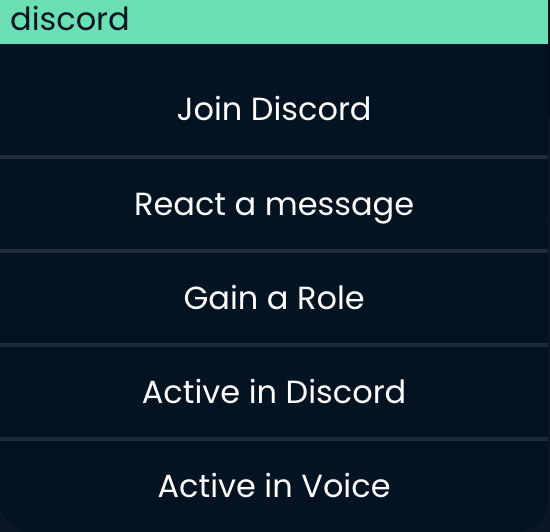 discord
Join Discord
React a message
Gain a Role
Active in Discord
Active in Voice